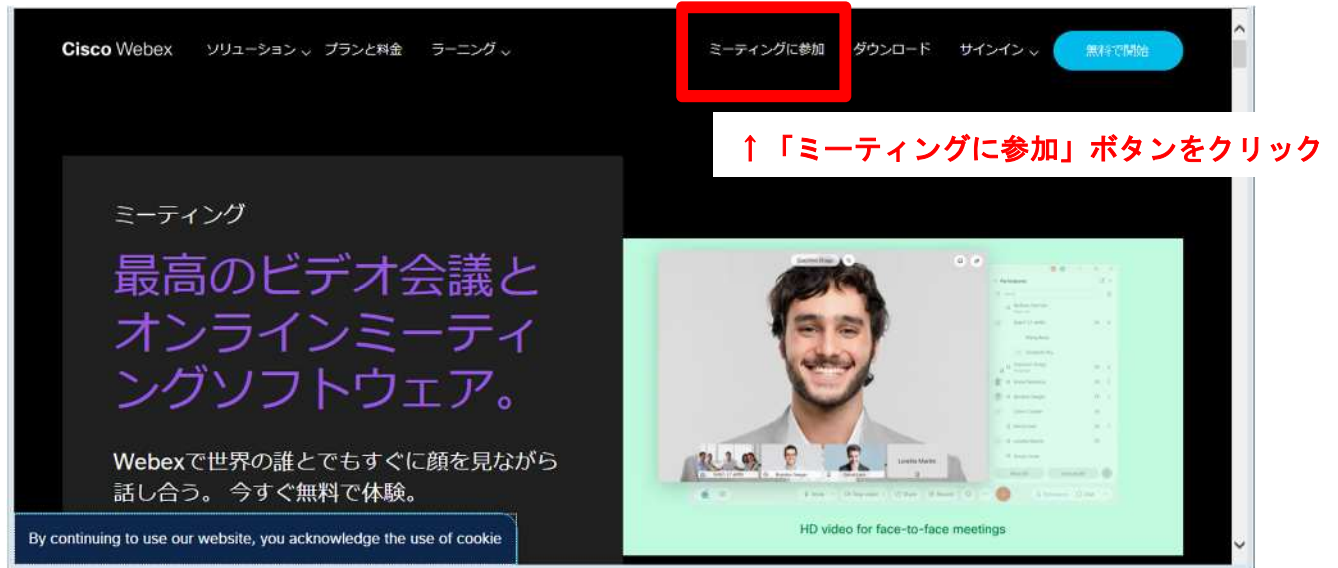 Cisco Webex ソリューション プランと料金 ラーニング ミーティングに参加 ダウンロード サインイン 無料で開始
↑「ミーティングに参加」ボタンをクリック
ミーティング
最高のビデオ会議と
オンラインミーティ
ングソフトウェア。
Webexで世界の誰とでもすぐに顔を見ながら
話し合う。 今すぐ無料で体験。
HD video for face-to-face meetings
By continuing to use our website, you acknowledge the use of cookie